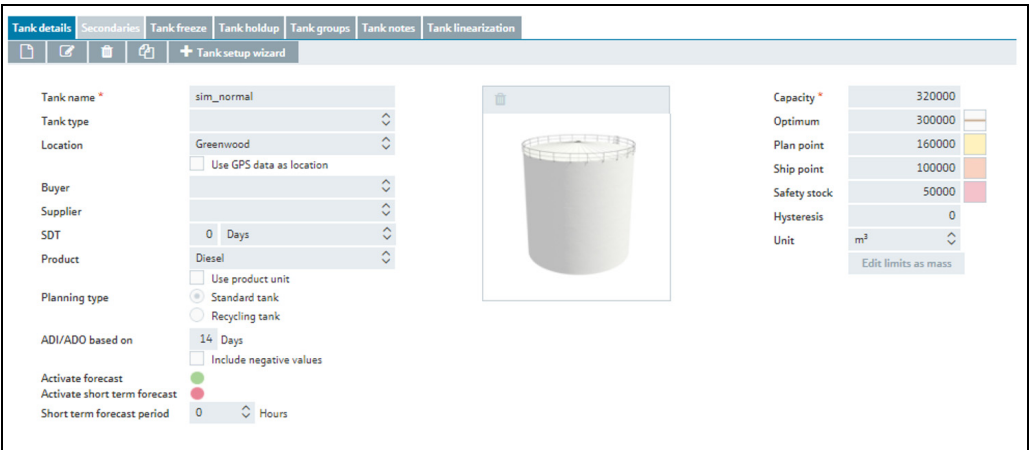 Tank details Secondaries Tank freeze Tank holdup Tank groups Tank notes Tank linearization
Tank setup wizard
Tank name * sim_normal
Tank type
Location Greenwood
Use GPS data as location
Buyer
Supplier
SDT 0 Days
Product Diesel
Use product unit
Planning type Standard tank
Recycling tank
ADI/ADO based on 14 Days
Include negative values
Activate forecast
Activate short term forecast
Short term forecast period 0 Hours
Capacity * 320000
Optimum 300000
Plan point 160000
Ship point 100000
Safety stock 50000
Hysteresis 0
Unit m³
Edit limits as mass